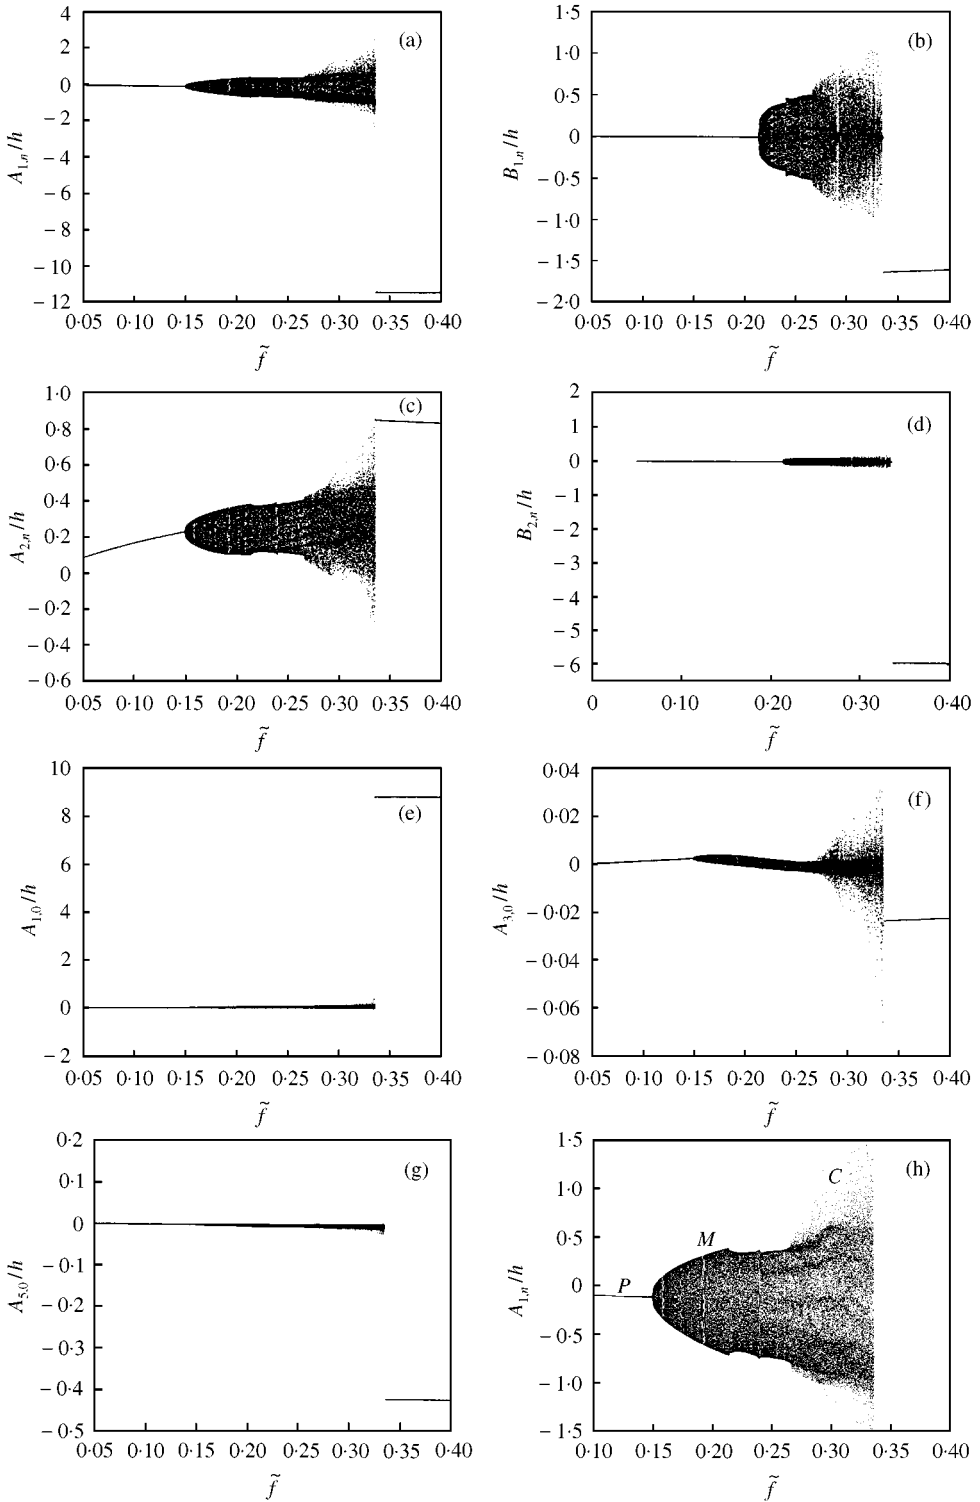 4
2
0
− 2
− 4
− 6
− 8
− 10
− 12
A1,n/h
(a)
0·05 0·10 0·15 0·20 0·25 0·30 0·35 0·40
f̃
1·5
1·0
0·5
0
− 0·5
− 1·0
− 1·5
− 2·0
B1,n/h
(b)
0·05 0·10 0·15 0·20 0·25 0·30 0·35 0·40
f̃
1·0
0·8
0·6
0·4
0·2
0
− 0·2
− 0·4
− 0·6
A2,n/h
(c)
0·05 0·10 0·15 0·20 0·25 0·30 0·35 0·40
f̃
2
1
0
− 1
− 2
− 3
− 4
− 5
− 6
B2,n/h
(d)
0 0·10 0·20 0·30 0·40
f̃
10
8
6
4
2
0
− 2
A1,0/h
(e)
0·05 0·10 0·15 0·20 0·25 0·30 0·35 0·40
f̃
0·04
0·02
0
− 0·02
− 0·04
− 0·06
− 0·08
A3,0/h
(f)
0·05 0·10 0·15 0·20 0·25 0·30 0·35 0·40
f̃
0·2
0·1
0
− 0·1
− 0·2
− 0·3
− 0·4
− 0·5
A5,0/h
(g)
0·05 0·10 0·15 0·20 0·25 0·30 0·35 0·40
f̃
1·5
1·0
0·5
0
− 0·5
− 1·0
− 1·5
A1,n/h
(h)
P
M
C
0·10 0·15 0·20 0·25 0·30 0·35 0·40
f̃